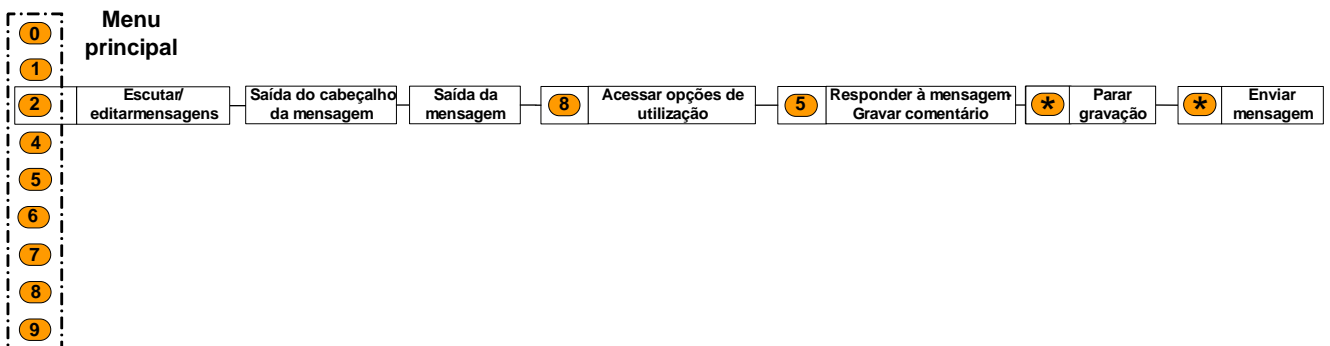 0
Menu
principal
1
2
Escutar/
editarmensagens
Saída do cabeçalho
da mensagem
Saída da
mensagem
8
Acessar opções de
utilização
5
Responder à mensagem-
Gravar comentário
*
Parar
gravação
*
Enviar
mensagem
4
5
6
7
8
9